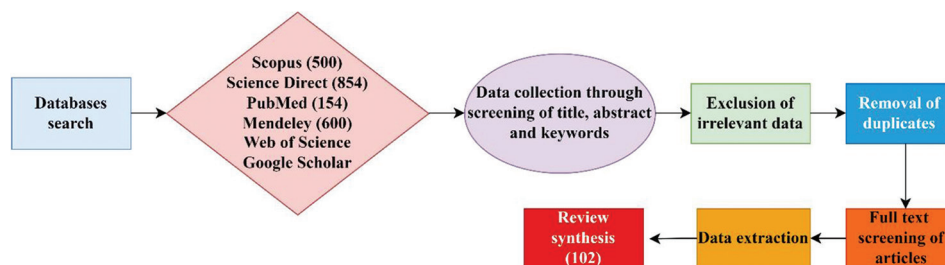 Databases
search
Scopus (500)
Science Direct (854)
PubMed (154)
Mendeley (600)
Web of Science
Google Scholar
Data collection through
screening of title, abstract
and keywords
Exclusion of
irrelevant data
Removal of
duplicates
Full text
screening of
articles
Data extraction
Review
synthesis
(102)